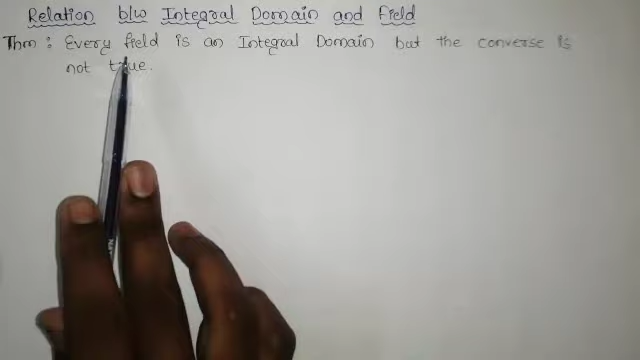 Relation b/w Integral Domain and Field
Thm : Every field is an Integral Domain but the converse is
not true.